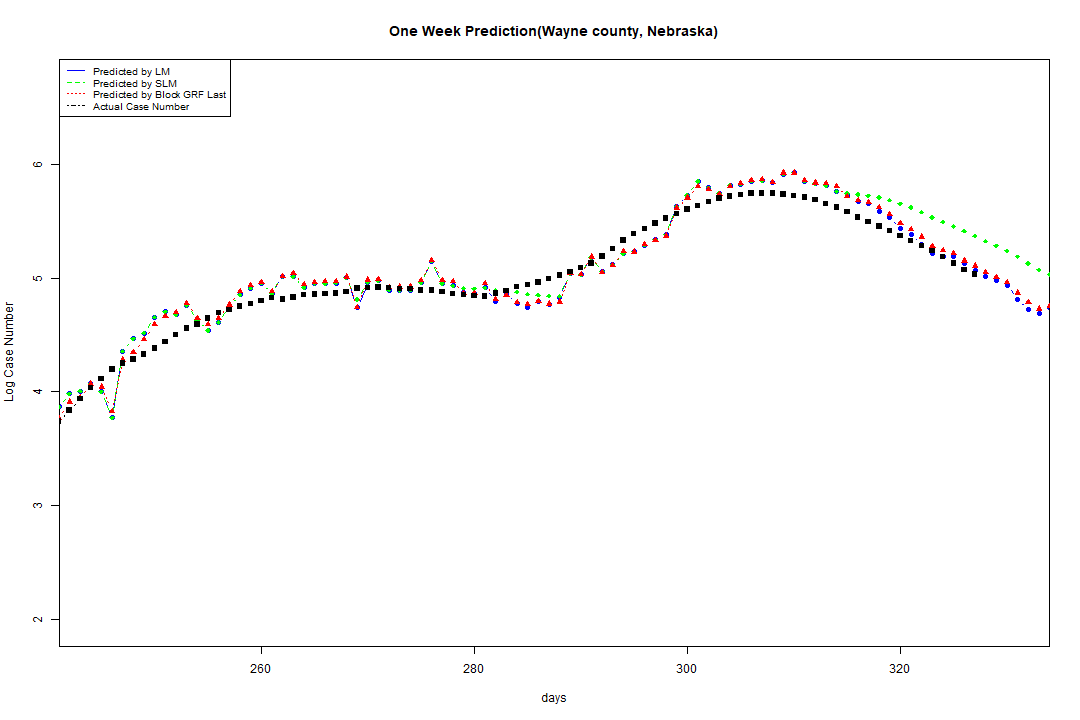 One Week Prediction(Wayne county, Nebraska)
Predicted by LM
Predicted by SLM
Predicted by Block GRF Last
Actual Case Number
6
5
4
3
2
Log Case Number
260 280 300 320
days